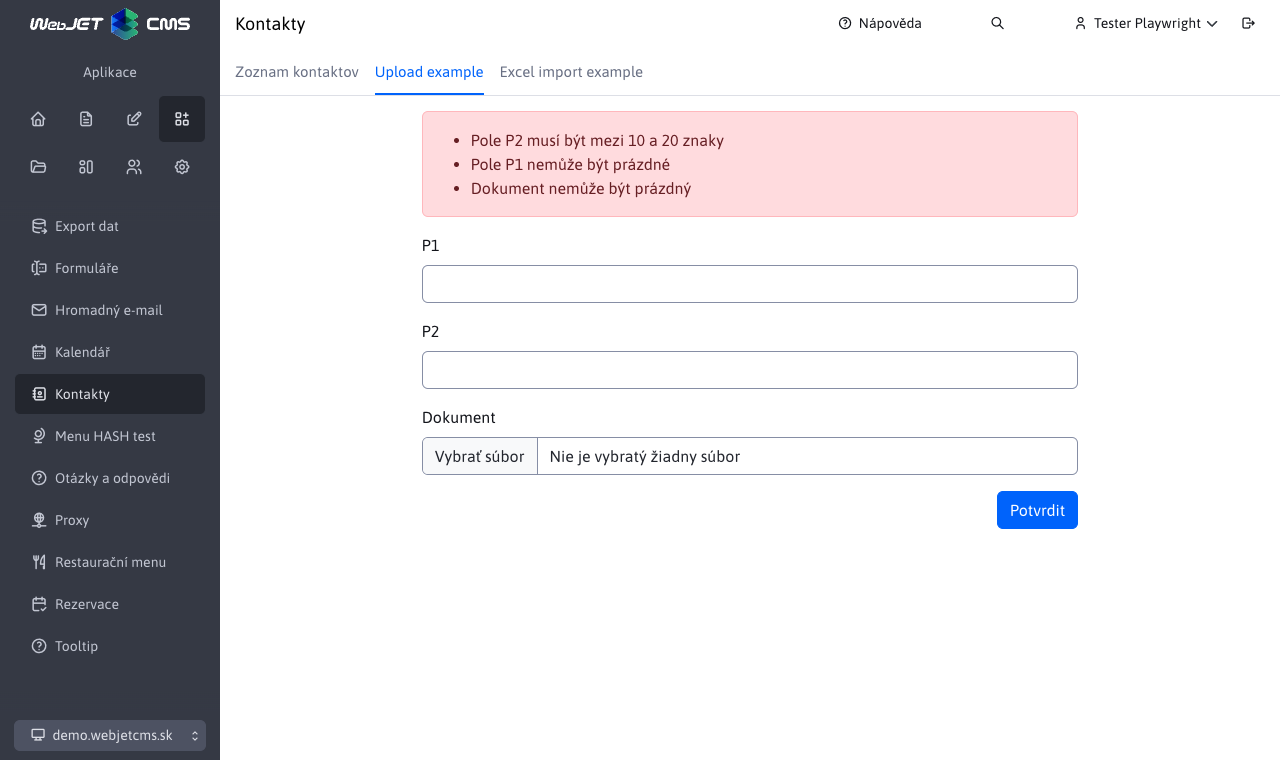 WebJET CMS
Kontakty
Nápověda
Tester Playwright
Aplikace
Zoznam kontaktov
Upload example
Excel import example
Export dat
Formuláře
Hromadný e-mail
Kalendář
Kontakty
Menu HASH test
Otázky a odpovědi
Proxy
Restaurační menu
Rezervace
Tooltip
demo.webjetcms.sk
Pole P2 musí být mezi 10 a 20 znaky
Pole P1 nemůže být prázdné
Dokument nemůže být prázdný
P1
P2
Dokument
Vybrať súbor
Nie je vybratý žiadny súbor
Potvrdit